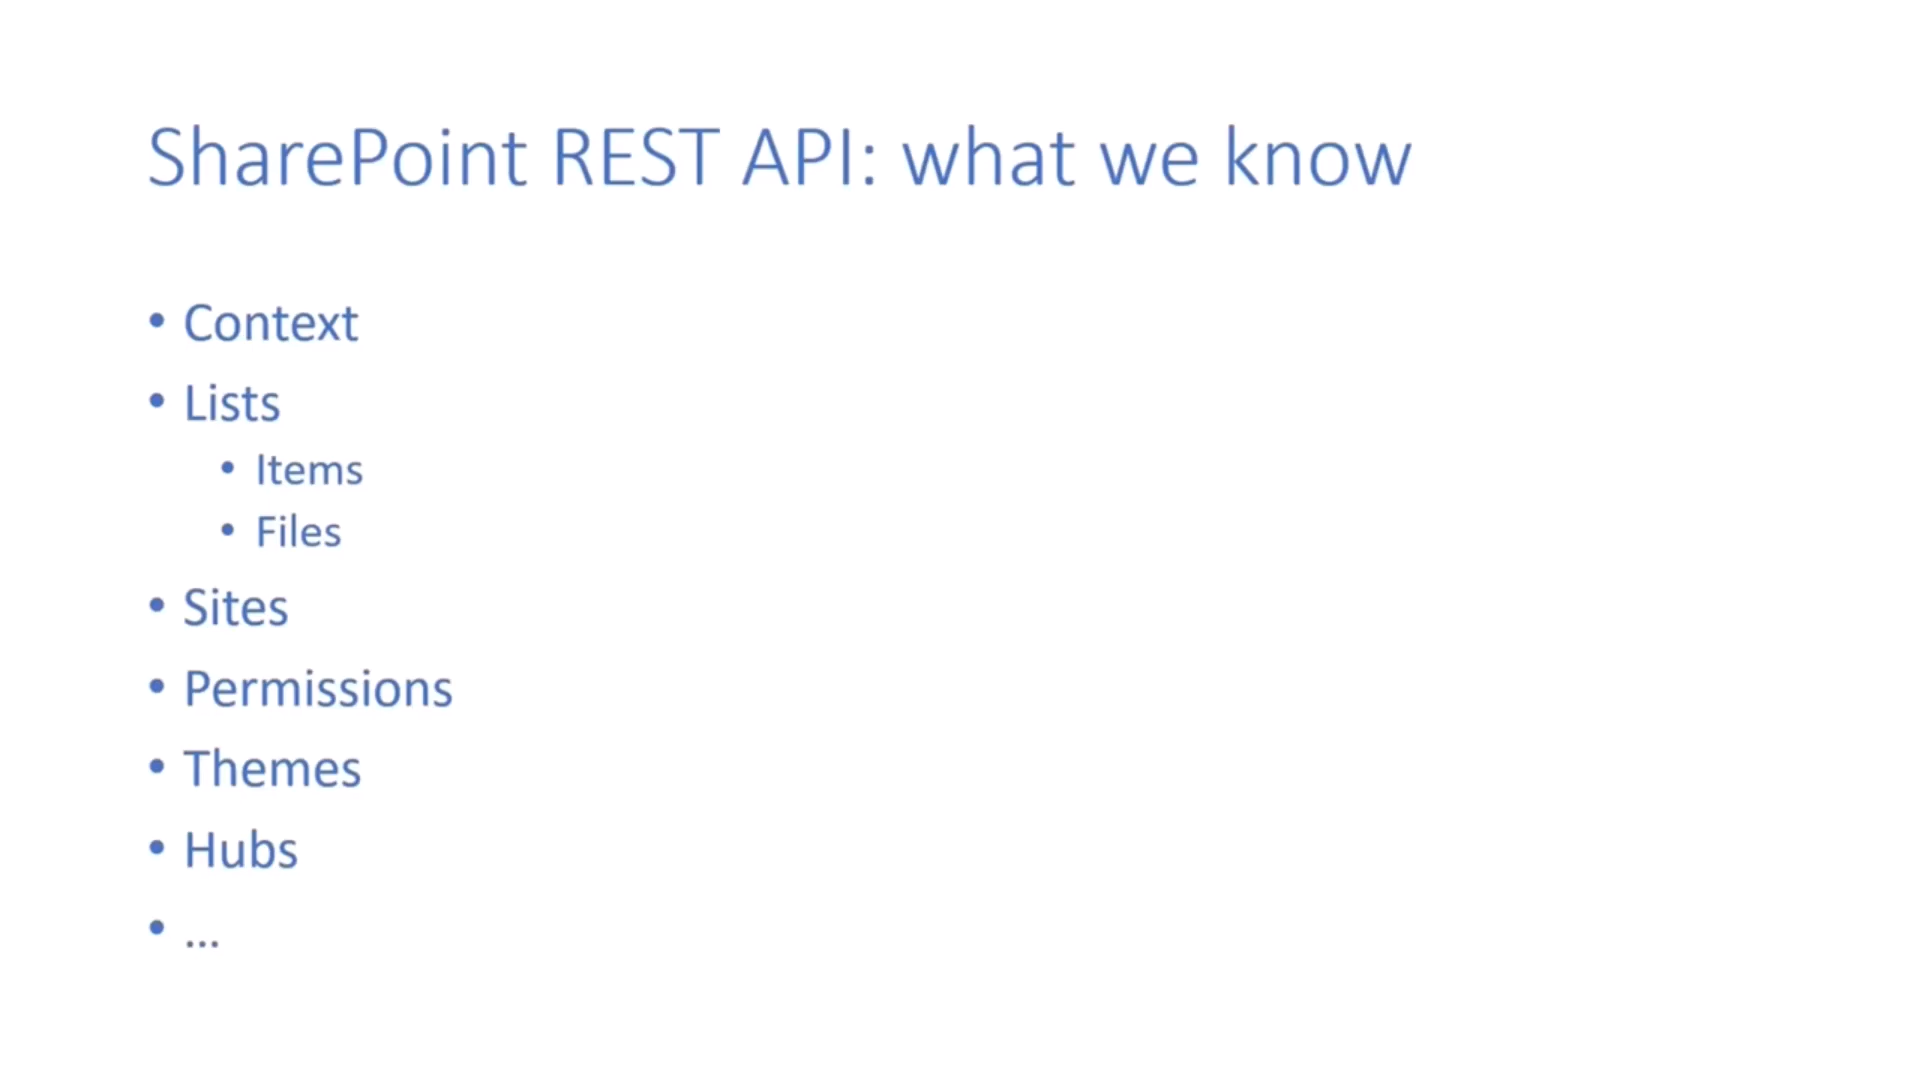 SharePoint REST API: what we know
• Context
• Lists
• Items
• Files
• Sites
• Permissions
• Themes
• Hubs
• ...